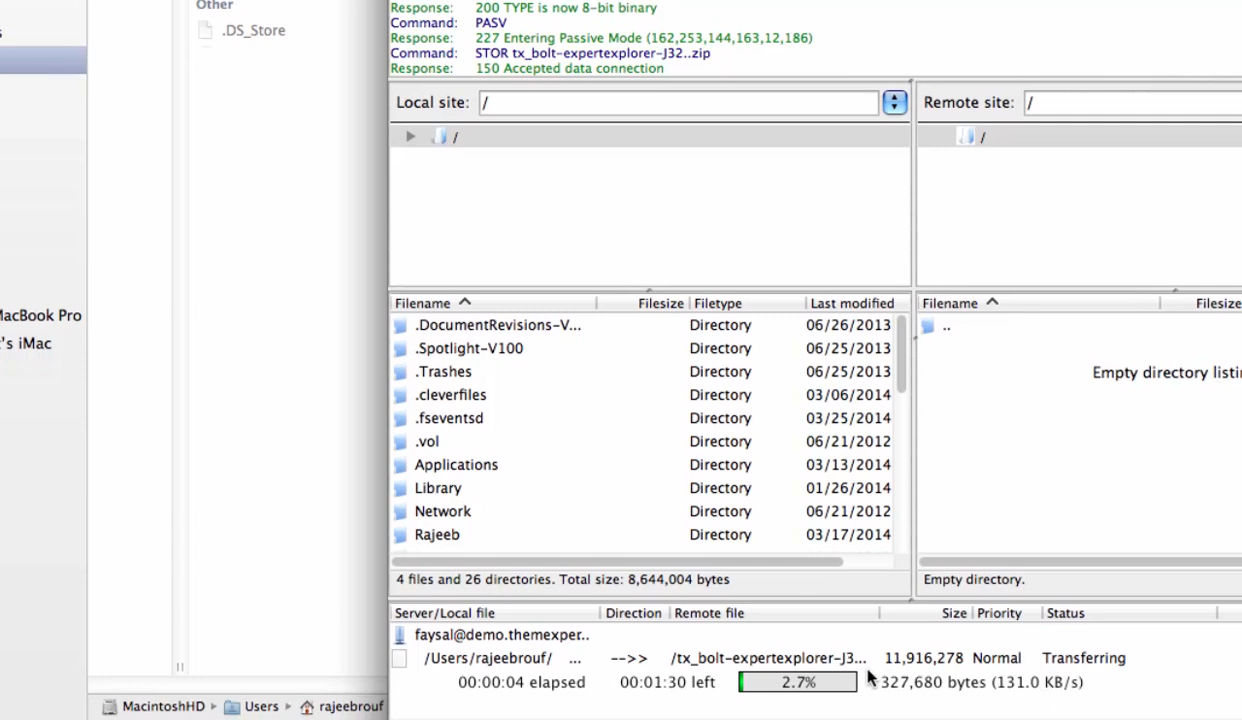 Other
.DS_Store
MacBook Pro
's iMac
MacintoshHD
Users
rajeebrouf
Response: 200 TYPE is now 8-bit binary
Command: PASV
Response: 227 Entering Passive Mode (162,253,144,163,12,186)
Command: STOR tx_bolt-expertexplorer-J32..zip
Response: 150 Accepted data connection
Local site: /
/
Remote site: /
/
Filename Filesize Filetype Last modified
.DocumentRevisions-V... Directory 06/26/2013
.Spotlight-V100 Directory 06/25/2013
.Trashes Directory 06/25/2013
.cleverfiles Directory 03/06/2014
.fseventsd Directory 03/25/2014
.vol Directory 06/21/2012
Applications Directory 03/13/2014
Library Directory 01/26/2014
Network Directory 06/21/2012
Rajeeb Directory 03/17/2014
4 files and 26 directories. Total size: 8,644,004 bytes
Filename Filesize
..
Empty directory listi
Empty directory.
Server/Local file Direction Remote file Size Priority Status
faysal@demo.themexper..
/Users/rajeebrouf/ ... -->> /tx_bolt-expertexplorer-J3... 11,916,278 Normal Transferring
00:00:04 elapsed 00:01:30 left 2.7% 327,680 bytes (131.0 KB/s)